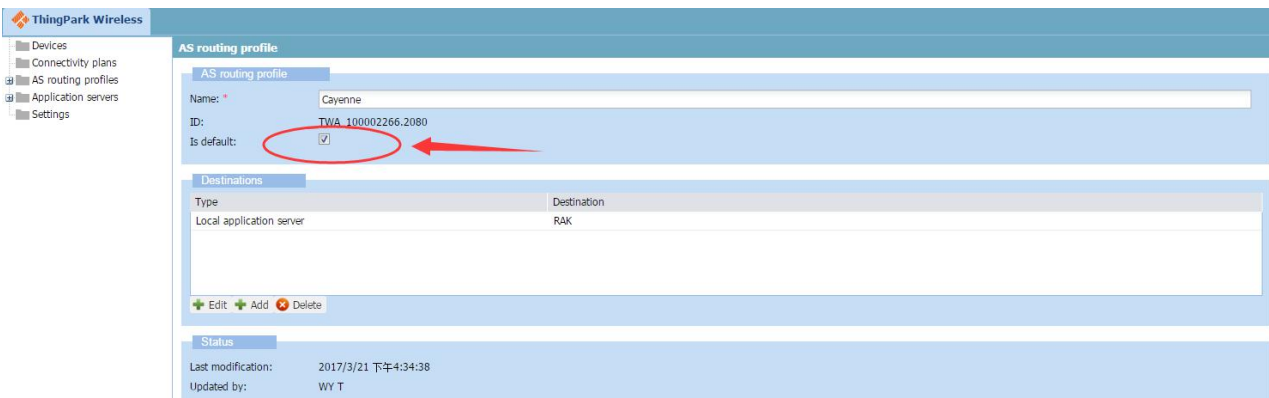 ThingPark Wireless
Devices
Connectivity plans
AS routing profiles
Application servers
Settings
AS routing profile
AS routing profile
Name: * Cayenne
ID: TWA_100002266.2080
Is default:
Destinations
Type Destination
Local application server RAK
Edit Add Delete
Status
Last modification: 2017/3/21 下午4:34:38
Updated by: WY T